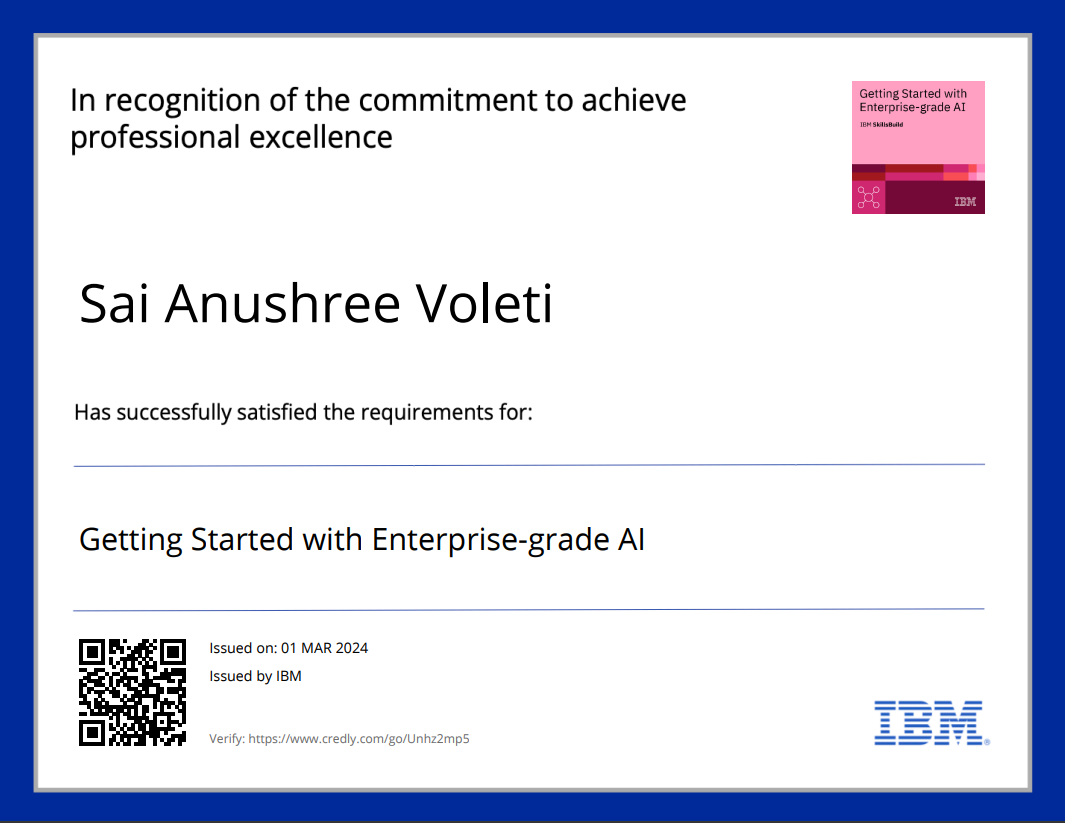 In recognition of the commitment to achieve
professional excellence
Getting Started with
Enterprise-grade AI
IBM SkillsBuild
IBM
Sai Anushree Voleti
Has successfully satisfied the requirements for:
Getting Started with Enterprise-grade AI
Issued on: 01 MAR 2024
Issued by IBM
Verify: https://www.credly.com/go/Unhz2mp5
IBM®